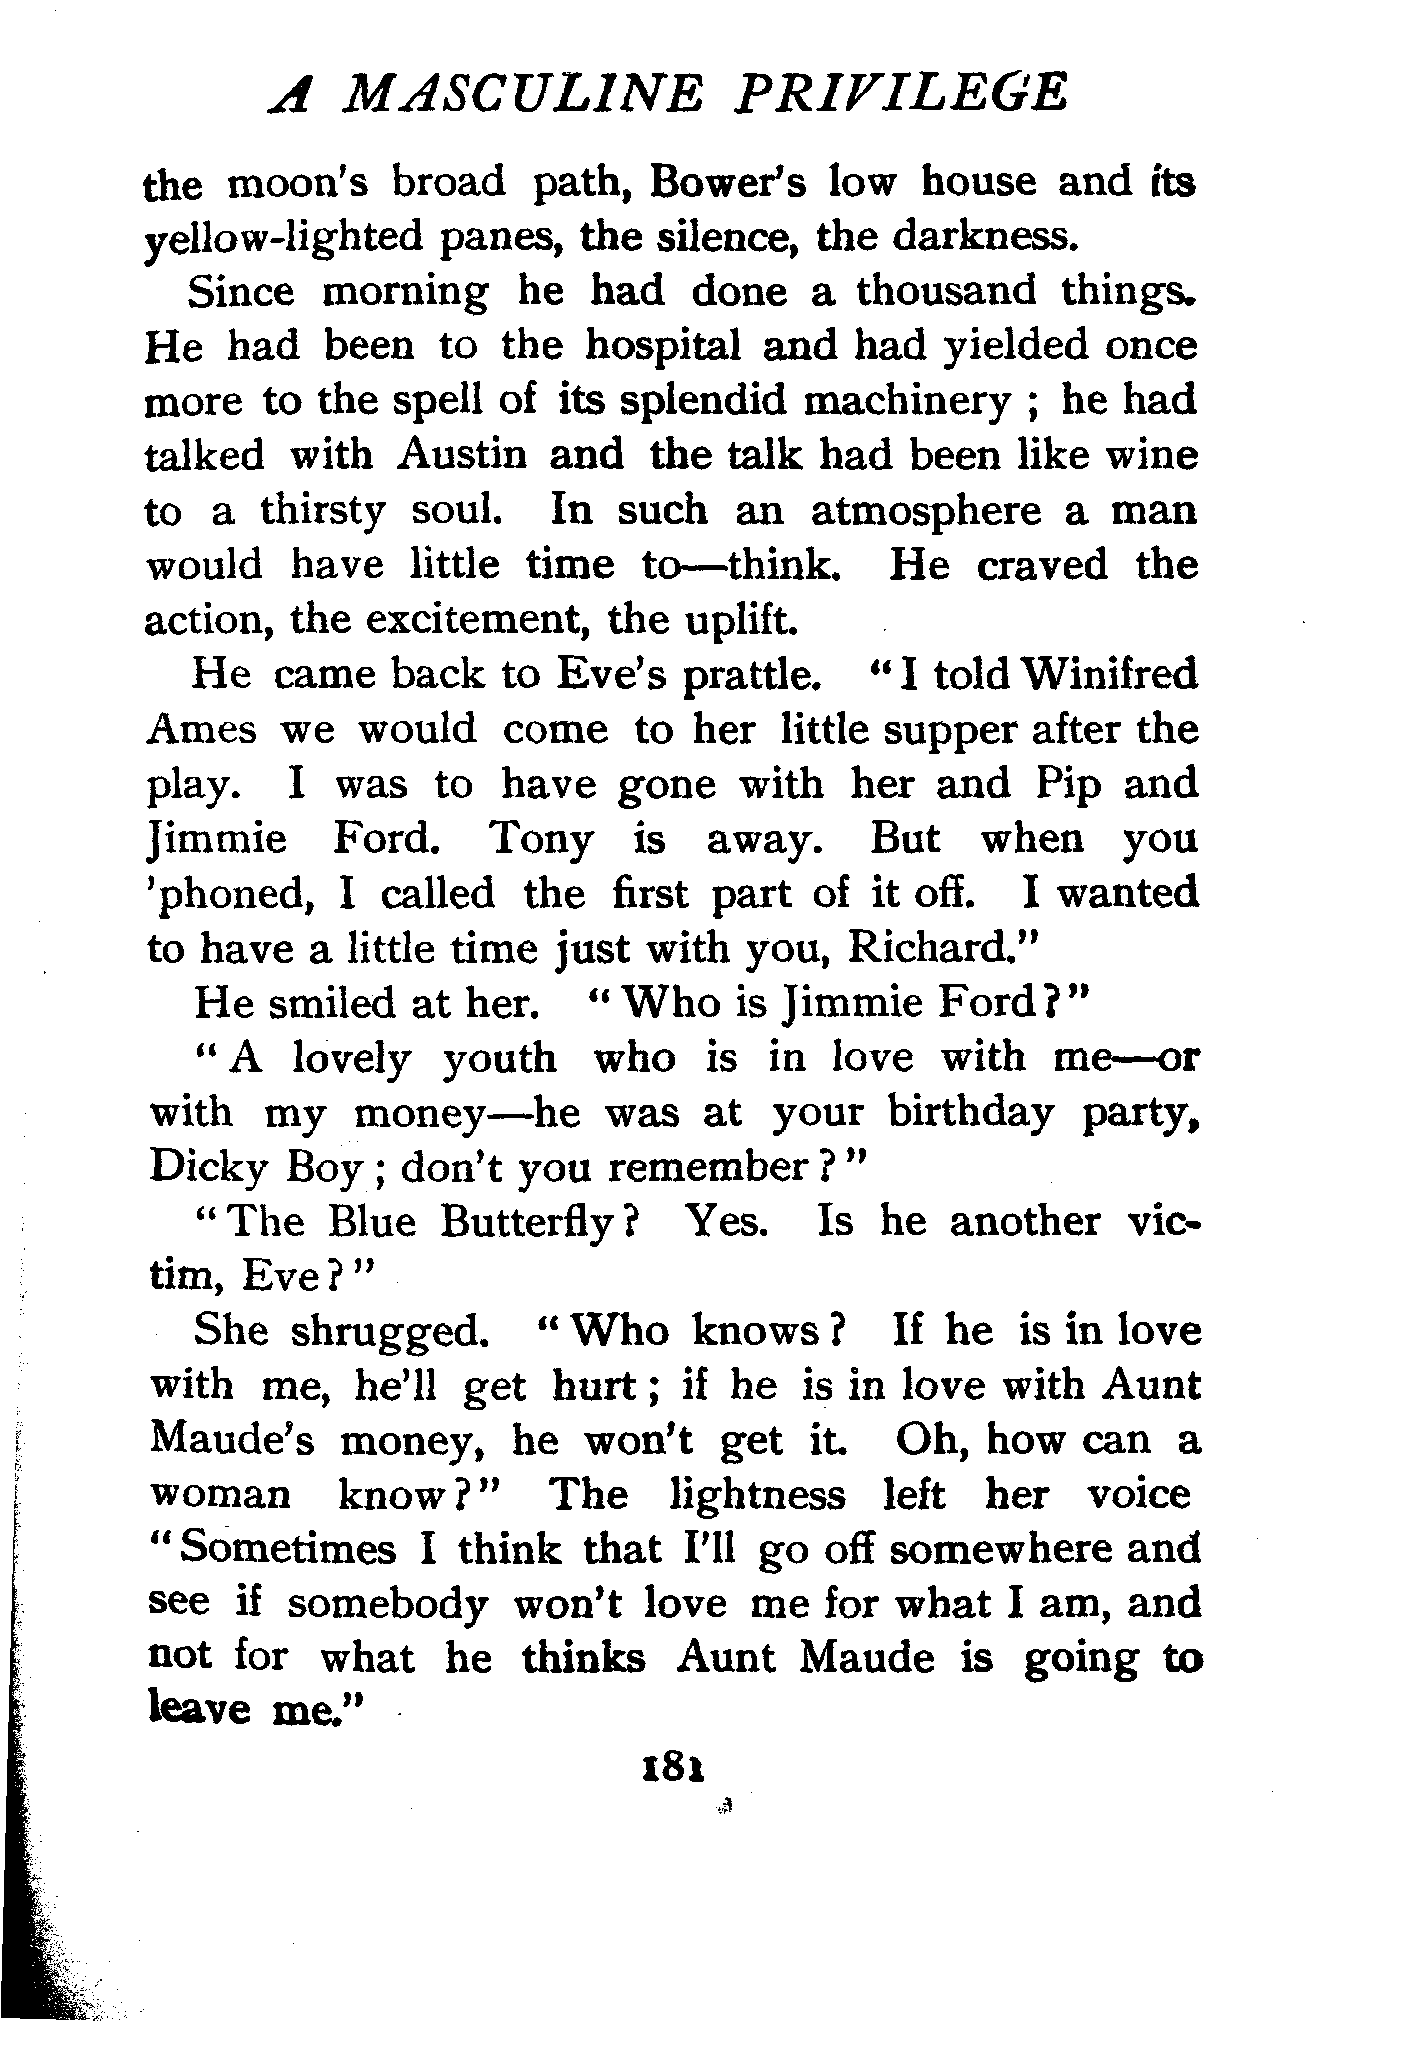 A MASCULINE PRIVILEGE
the moon's broad path, Bower's low house and its
yellow-lighted panes, the silence, the darkness.
Since morning he had done a thousand things.
He had been to the hospital and had yielded once
more to the spell of its splendid machinery ; he had
talked with Austin and the talk had been like wine
to a thirsty soul. In such an atmosphere a man
would have little time to—think. He craved the
action, the excitement, the uplift.
He came back to Eve's prattle. “I told Winifred
Ames we would come to her little supper after the
play. I was to have gone with her and Pip and
Jimmie Ford. Tony is away. But when you
'phoned, I called the first part of it off. I wanted
to have a little time just with you, Richard.”
He smiled at her. “Who is Jimmie Ford?”
“A lovely youth who is in love with me—or
with my money—he was at your birthday party,
Dicky Boy ; don't you remember?”
“The Blue Butterfly? Yes. Is he another vic-
tim, Eve?”
She shrugged. “Who knows? If he is in love
with me, he'll get hurt ; if he is in love with Aunt
Maude's money, he won't get it. Oh, how can a
woman know?” The lightness left her voice
“Sometimes I think that I'll go off somewhere and
see if somebody won't love me for what I am, and
not for what he thinks Aunt Maude is going to
leave me.”
181